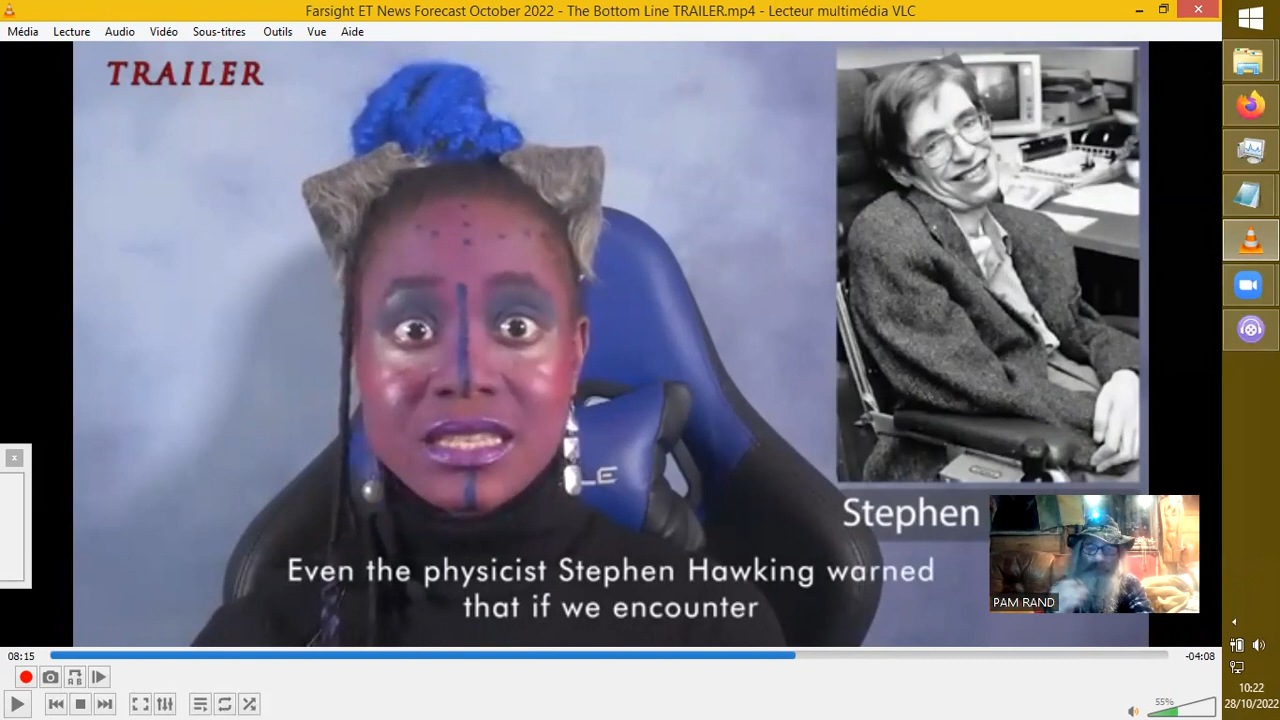 Farsight ET News Forecast October 2022 - The Bottom Line TRAILER.mp4 - Lecteur multimédia VLC
Média Lecture Audio Vidéo Sous-titres Outils Vue Aide
TRAILER
LE
Stephen
Even the physicist Stephen Hawking warned
that if we encounter
PAM RAND
08:15
-04:08
55%
10:22
28/10/2022